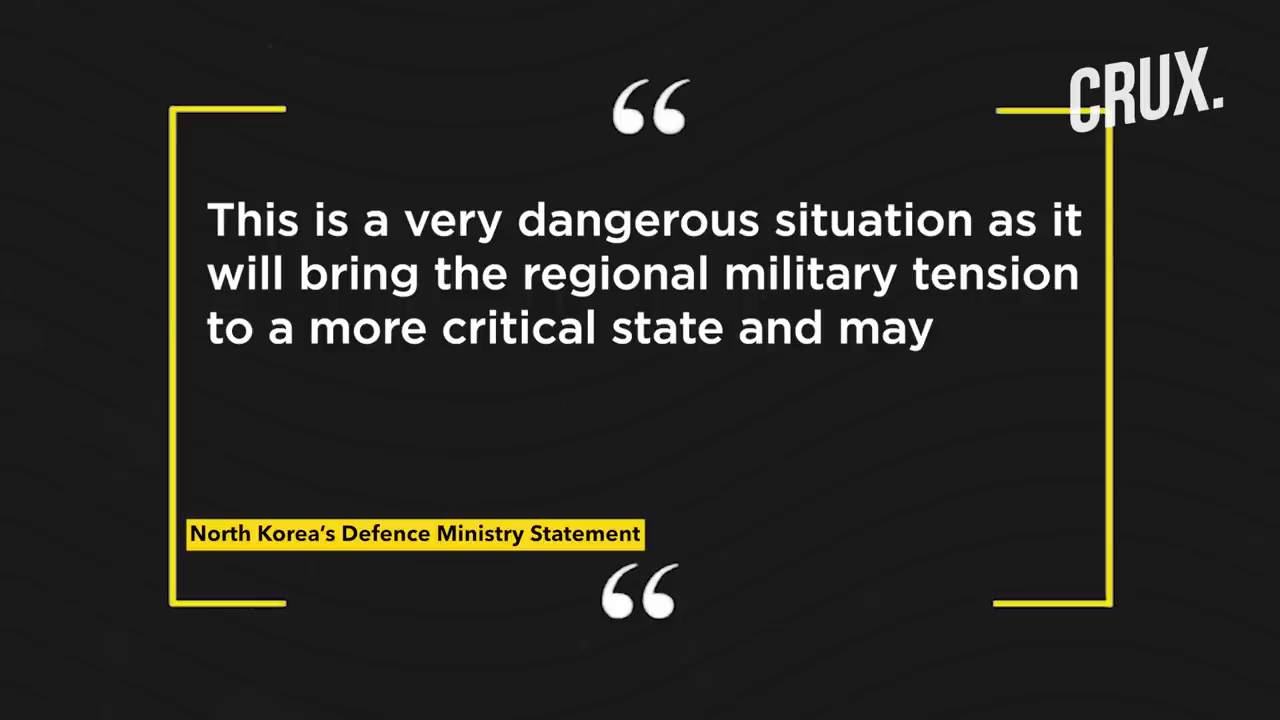 CRUX.
“
This is a very dangerous situation as it
will bring the regional military tension
to a more critical state and may
North Korea’s Defence Ministry Statement
“